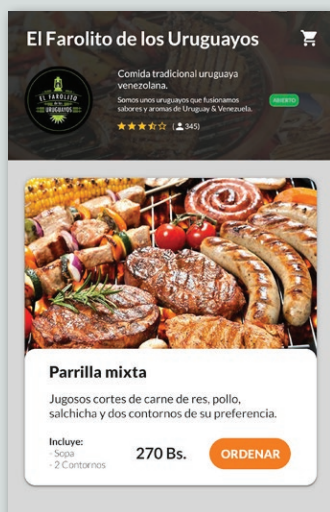 El Farolito de los Uruguayos
Comida tradicional uruguaya
venezolana.
Somos unos uruguayos que fusionamos
sabores y aromas de Uruguay & Venezuela.
ABIERTO
EL FAROLITO
de los
URUGUAYOS
(345)
Parrilla mixta
Jugosos cortes de carne de res, pollo,
salchicha y dos contornos de su preferencia.
Incluye:
- Sopa
- 2 Contornos
270 Bs.
ORDENAR